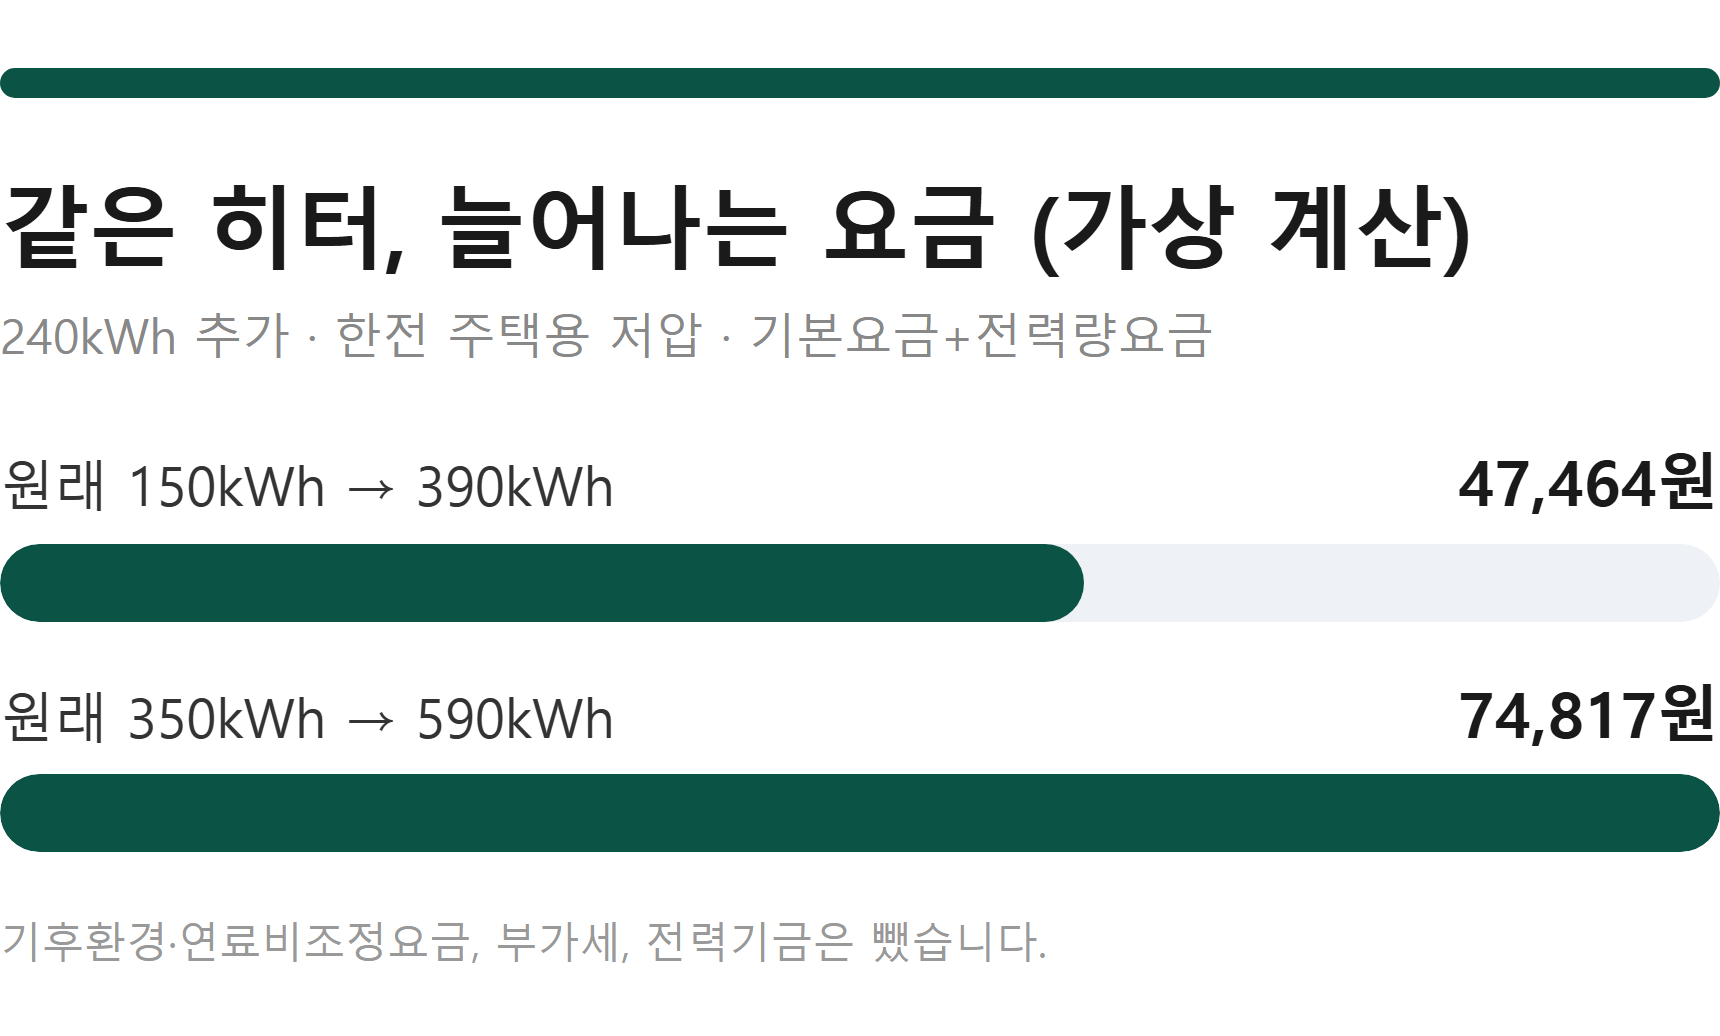 같은 히터, 늘어나는 요금 (가상 계산)
240kWh 추가 · 한전 주택용 저압 · 기본요금+전력량요금
원래 150kWh → 390kWh
47,464원
원래 350kWh → 590kWh
74,817원
기후환경·연료비조정요금, 부가세, 전력기금은 뺐습니다.